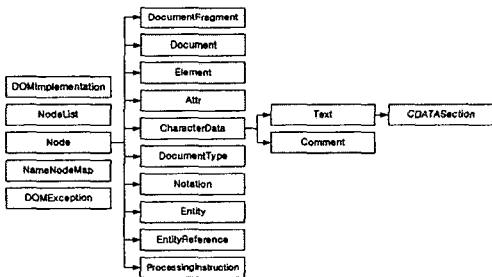 DOMImplementation
NodeList
Node
NameNodeMap
DOMException
DocumentFragment
Document
Element
Attr
CharacterData
DocumentType
Notation
Entity
EntityReference
ProcessingInstruction
Text
Comment
CDATASection